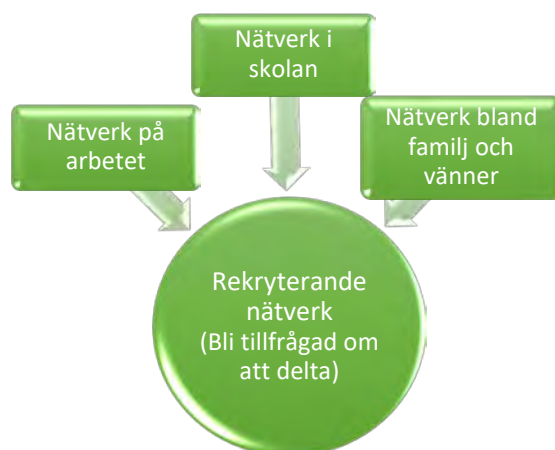 Nätverk i
skolan
Nätverk på
arbetet
Nätverk bland
familj och
vänner
Rekryterande
nätverk
(Bli tillfrågad om
att delta)